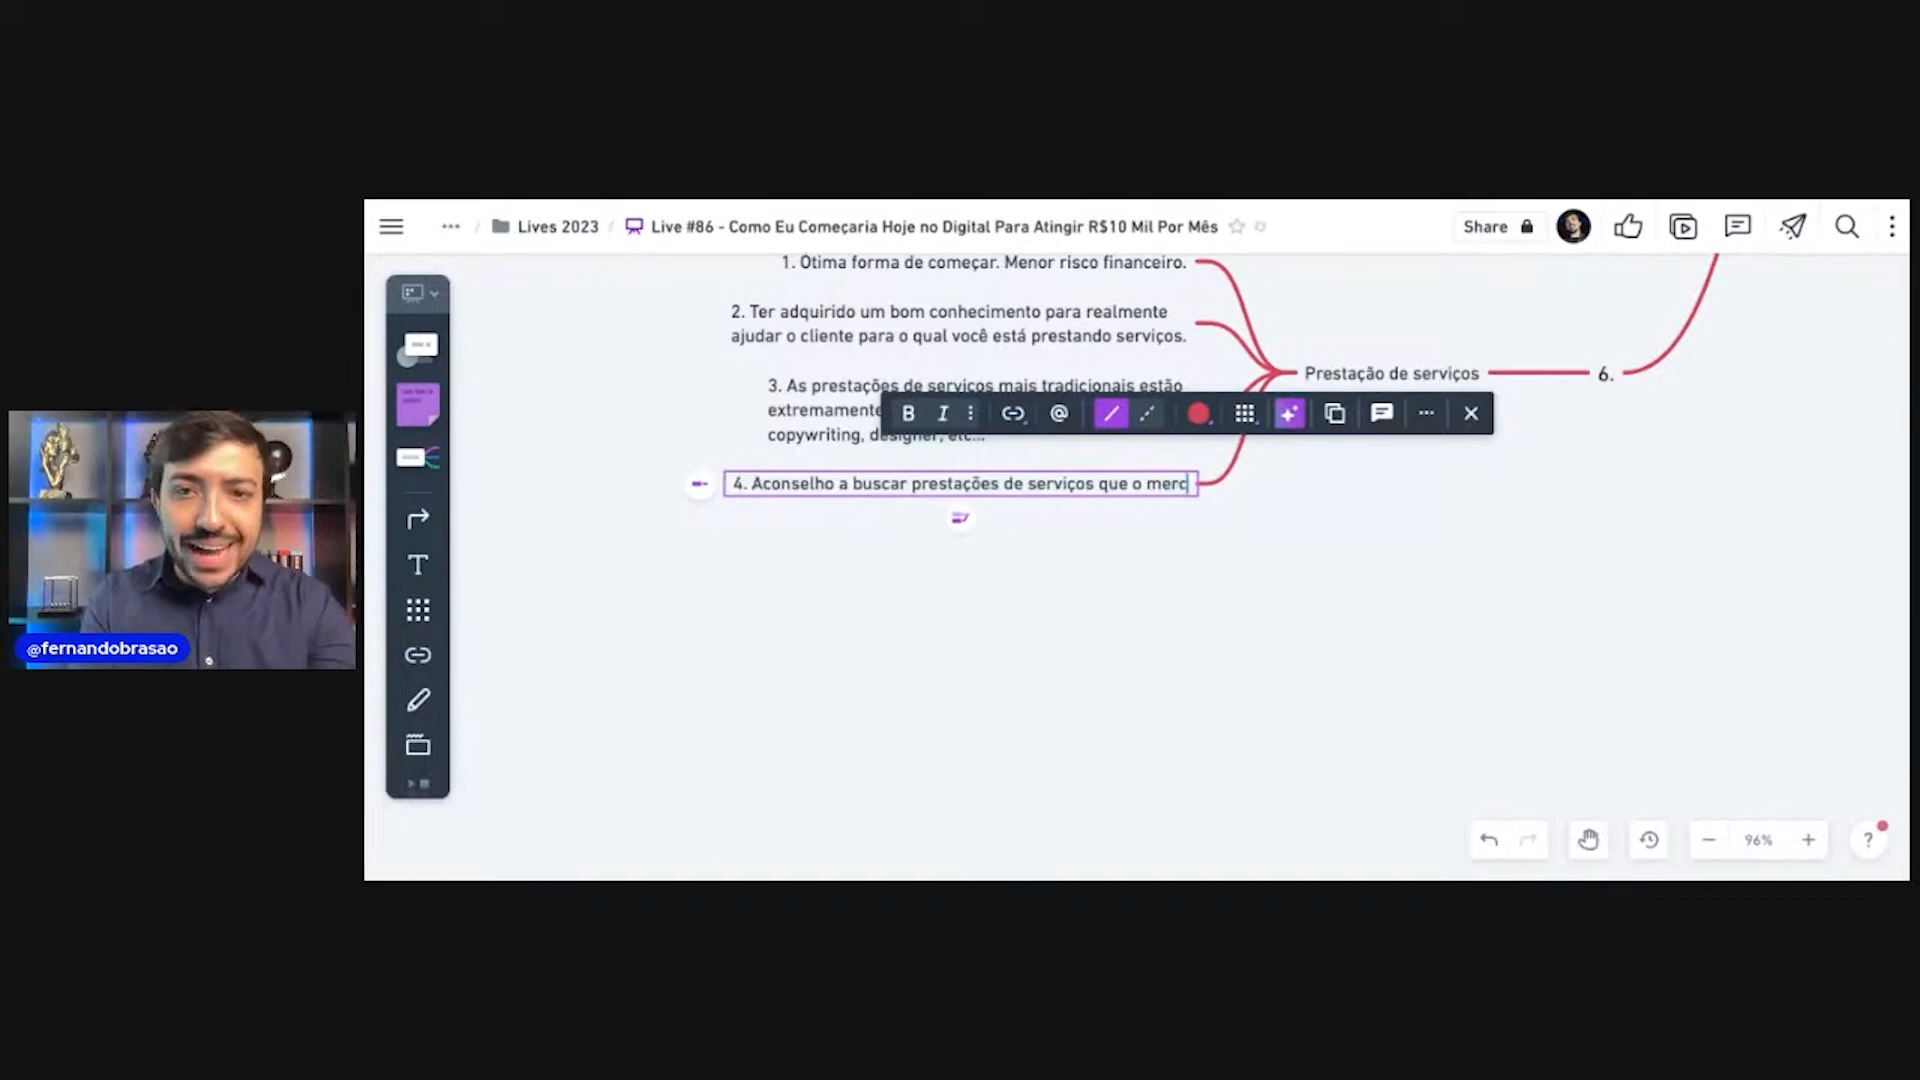 Lives 2023 / Live #86 - Como Eu Começaria Hoje no Digital Para Atingir R$10 Mil Por Mês
Share
1. Ótima forma de começar. Menor risco financeiro.
2. Ter adquirido um bom conhecimento para realmente
ajudar o cliente para o qual você está prestando serviços.
Prestação de serviços
6.
3. As prestações de serviços mais tradicionais estão
extremamente
copywriting, designer, etc...
B I @
4. Aconselho a buscar prestações de serviços que o merc
@fernandobrasao
T
96%
?